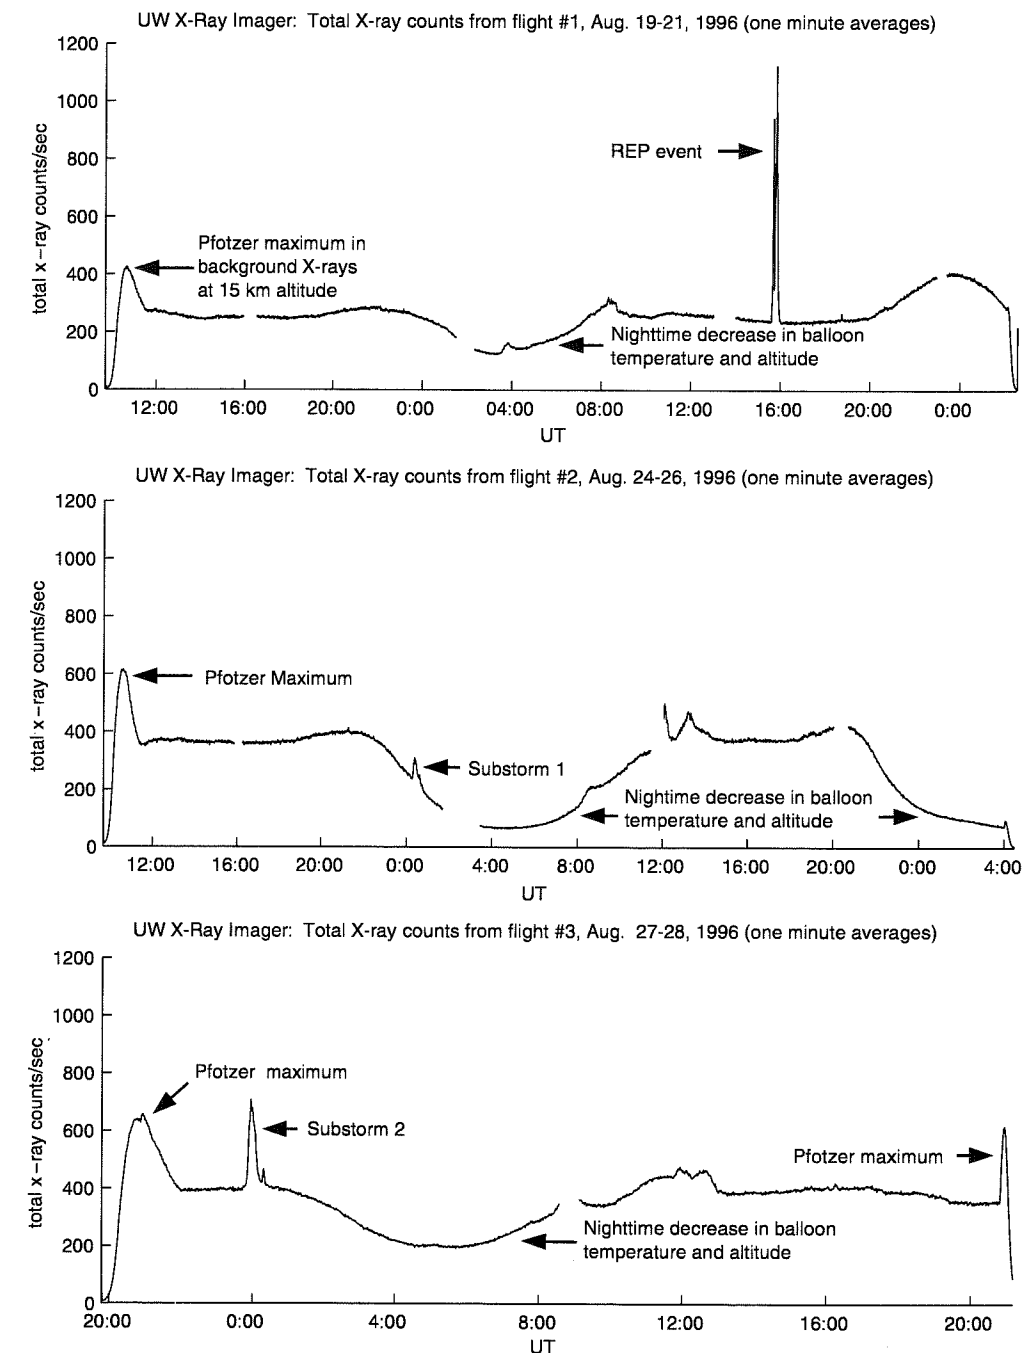 UW X-Ray Imager: Total X-ray counts from flight #1, Aug. 19-21, 1996 (one minute averages)
1200
1000
800
600
400
200
0
total x-ray counts/sec
REP event
Pfotzer maximum in
background X-rays
at 15 km altitude
Nighttime decrease in balloon
temperature and altitude
12:00 16:00 20:00 0:00 04:00 08:00 12:00 16:00 20:00 0:00
UT
UW X-Ray Imager: Total X-ray counts from flight #2, Aug. 24-26, 1996 (one minute averages)
1200
1000
800
600
400
200
0
total x-ray counts/sec
Pfotzer Maximum
Substorm 1
Nightime decrease in balloon
temperature and altitude
12:00 16:00 20:00 0:00 4:00 8:00 12:00 16:00 20:00 0:00 4:00
UT
UW X-Ray Imager: Total X-ray counts from flight #3, Aug. 27-28, 1996 (one minute averages)
1200
1000
800
600
400
200
0
total x-ray counts/sec
Pfotzer maximum
Substorm 2
Pfotzer maximum
Nighttime decrease in balloon
temperature and altitude
20:00 0:00 4:00 8:00 12:00 16:00 20:00
UT